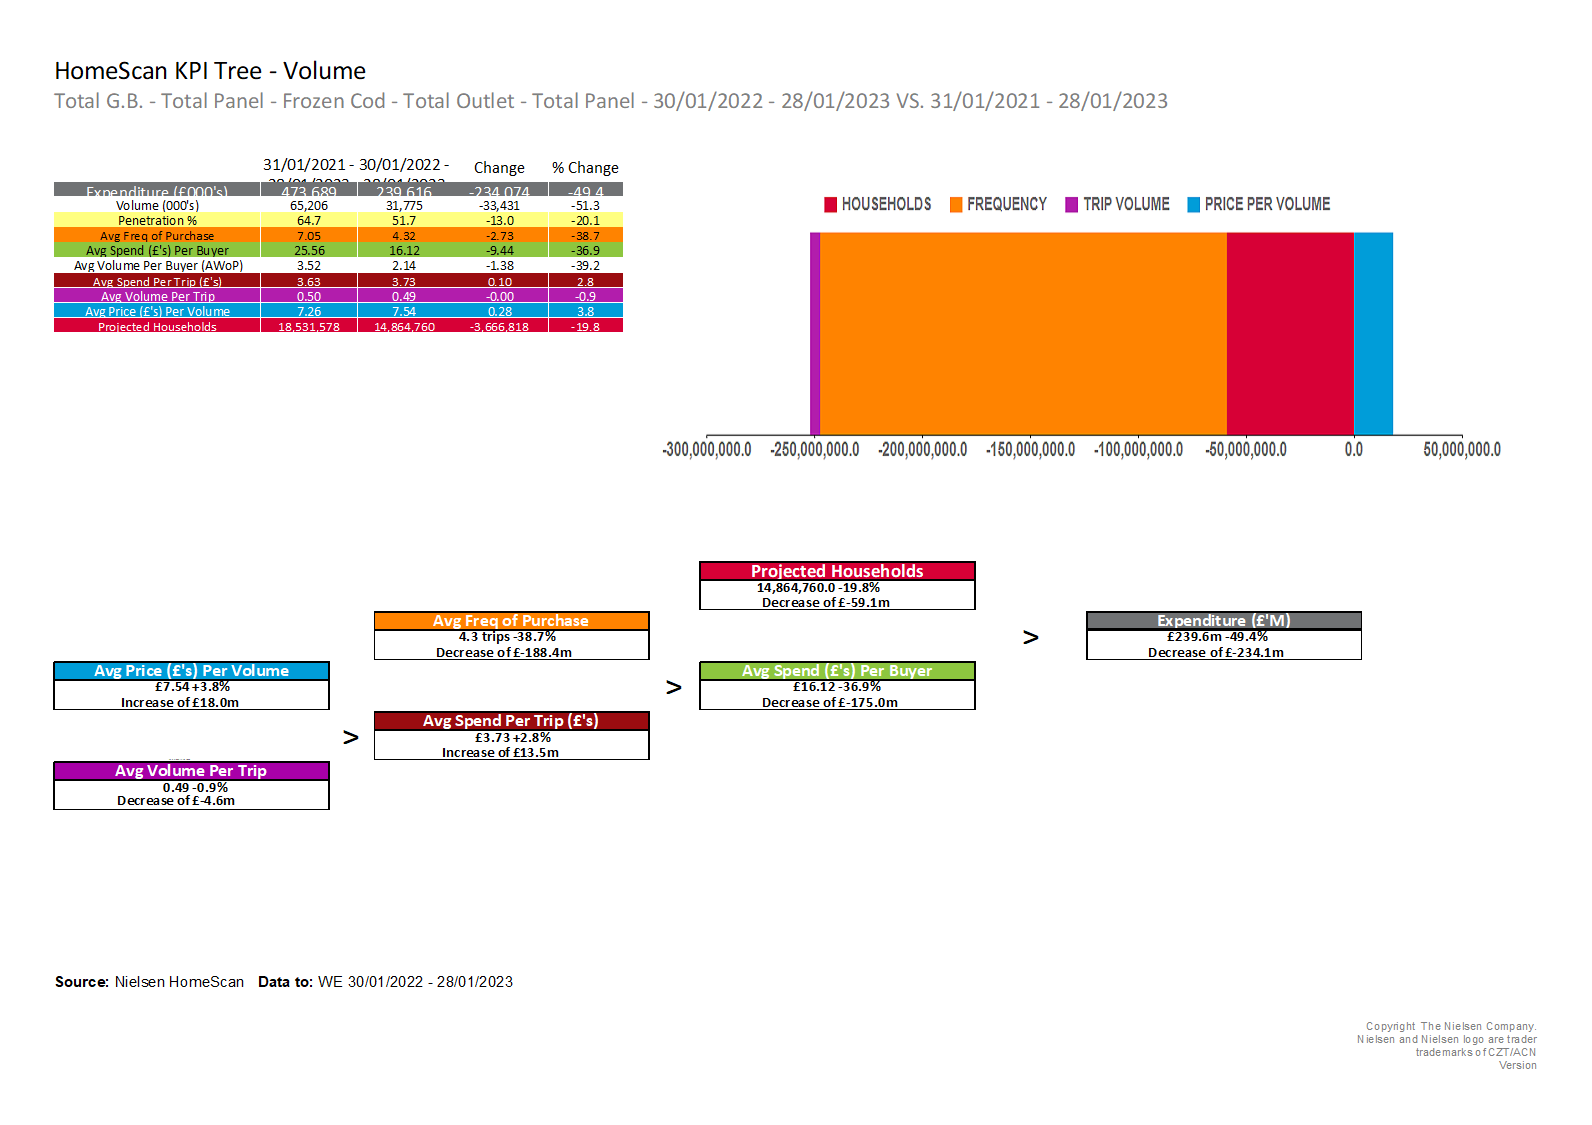 HomeScan KPI Tree - Volume
Total G.B. - Total Panel - Frozen Cod - Total Outlet - Total Panel - 30/01/2022 - 28/01/2023 VS. 31/01/2021 - 28/01/2023
31/01/2021 - 30/01/2022 - Change % Change
Expenditure (£000's) 473,689 239,616 -234,074 -49.4
Volume (000's) 65,206 31,775 -33,431 -51.3
Penetration % 64.7 51.7 -13.0 -20.1
Avg Freq of Purchase 7.05 4.32 -2.73 -38.7
Avg Spend (£'s) Per Buyer 25.56 16.12 -9.44 -36.9
Avg Volume Per Buyer (AWoP) 3.52 2.14 -1.38 -39.2
Avg Spend Per Trip (£'s) 3.63 3.73 0.10 2.8
Avg Volume Per Trip 0.50 0.49 -0.00 -0.9
Avg Price (£'s) Per Volume 7.26 7.54 0.28 3.8
Projected Households 18,531,578 14,864,760 -3,666,818 -19.8
HOUSEHOLDS FREQUENCY TRIP VOLUME PRICE PER VOLUME
-300,000,000.0 -250,000,000.0 -200,000,000.0 -150,000,000.0 -100,000,000.0 -50,000,000.0 0.0 50,000,000.0
Projected Households
14,864,760.0 -19.8%
Decrease of £-59.1m
Avg Freq of Purchase
4.3 trips -38.7%
Decrease of £-188.4m
>
Expenditure (£'M)
£239.6m -49.4%
Decrease of £-234.1m
Avg Price (£'s) Per Volume
£7.54 +3.8%
Increase of £18.0m
>
Avg Spend (£'s) Per Buyer
£16.12 -36.9%
Decrease of £-175.0m
>
Avg Spend Per Trip (£'s)
£3.73 +2.8%
Increase of £13.5m
Avg Volume Per Trip
0.49 -0.9%
Decrease of £-4.6m
Source: Nielsen HomeScan Data to: WE 30/01/2022 - 28/01/2023
Copyright The Nielsen Company.
Nielsen and Nielsen logo are trader
trademarks of CZT/ACN
Version